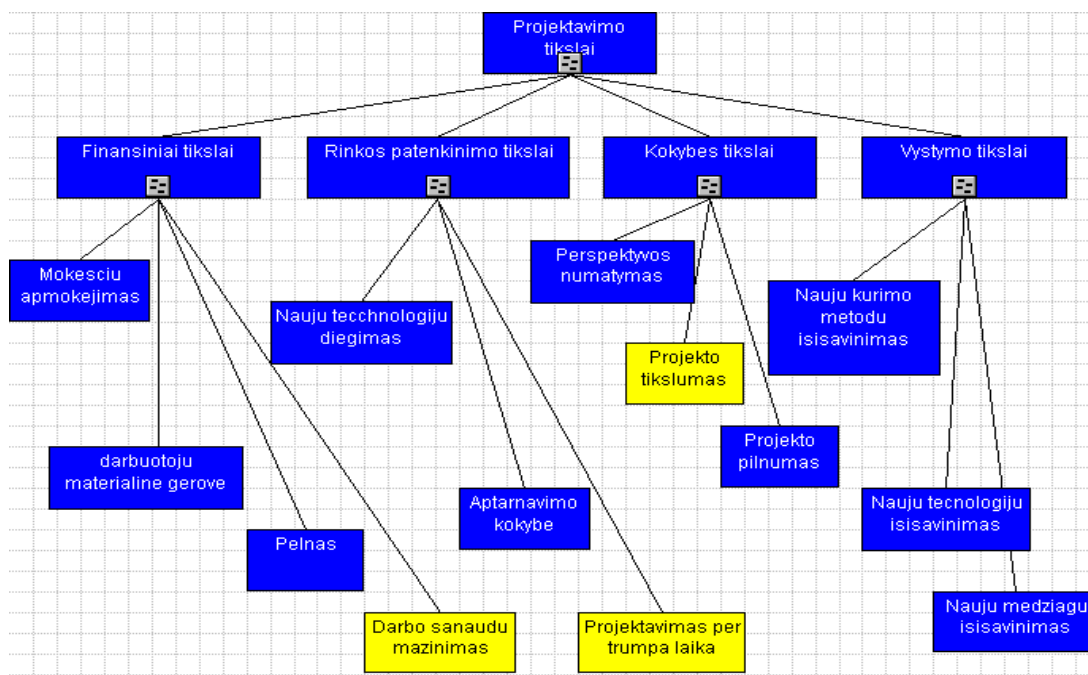 Projektavimo
tikslai
Finansiniai tikslai
Rinkos patenkinimo tikslai
Kokybes tikslai
Vystymo tikslai
Mokesciu
apmokejimas
Nauju tecchnologiju
diegimas
Perspektyvos
numatymas
Nauju kurimo
metodu
isisavinimas
Projekto
tikslumas
Projekto
pilnumas
darbuotoju
materialine gerove
Aptarnavimo
kokybe
Nauju tecnologiju
isisavinimas
Pelnas
Darbo sanaudu
mazinimas
Projektavimas per
trumpa laika
Nauju medziagu
isisavinimas